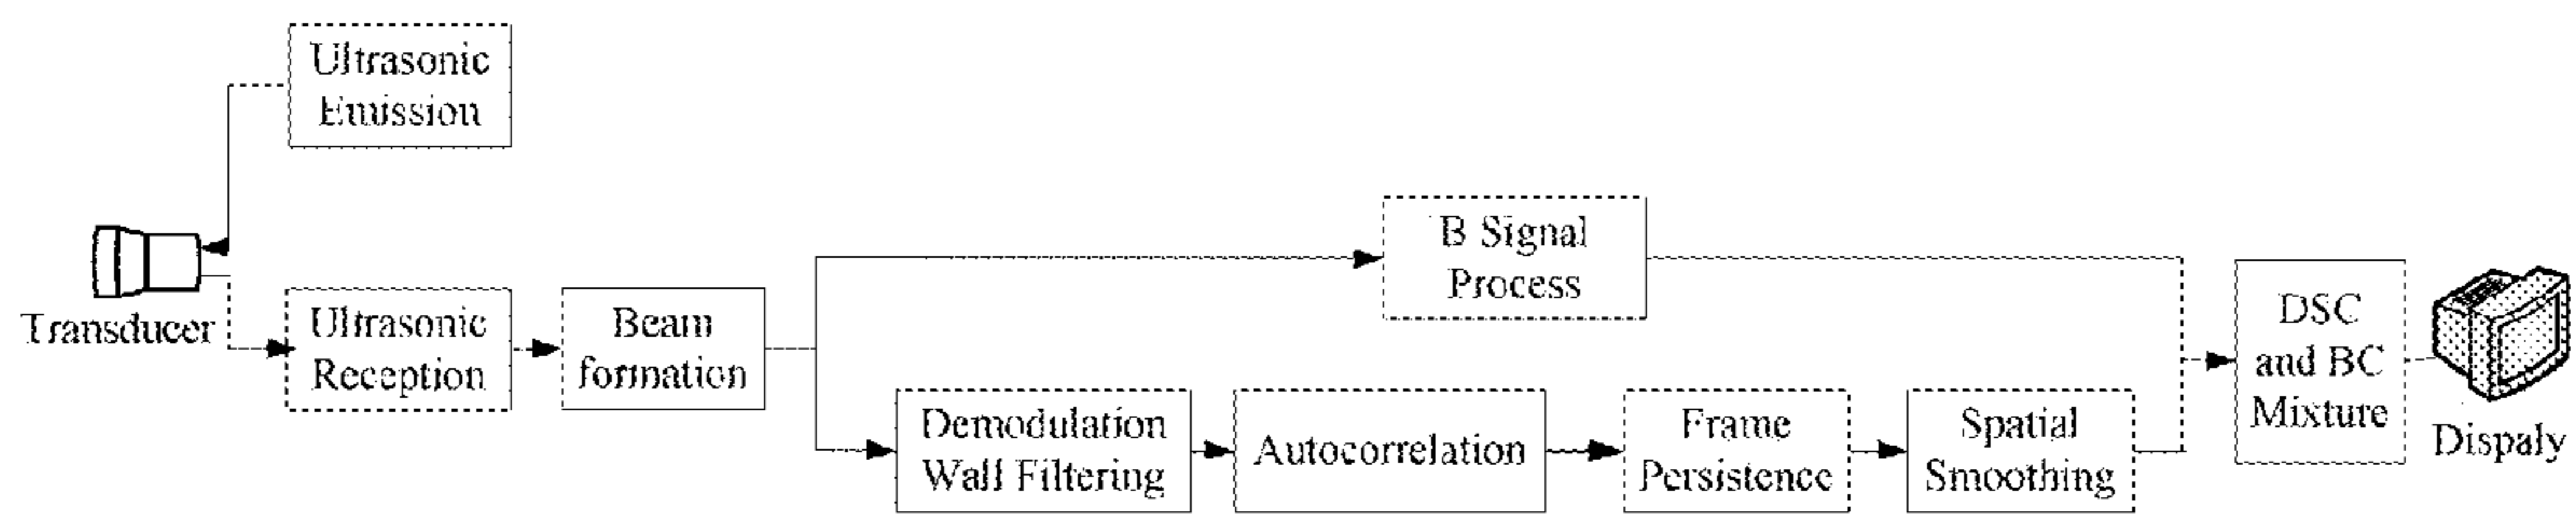 Ultrasonic
Emission
Transducer
Ultrasonic
Reception
Beam
formation
B Signal
Process
Demodulation
Wall Filtering
Autocorrelation
Frame
Persistence
Spatial
Smoothing
DSC
and BC
Mixture
Dispaly